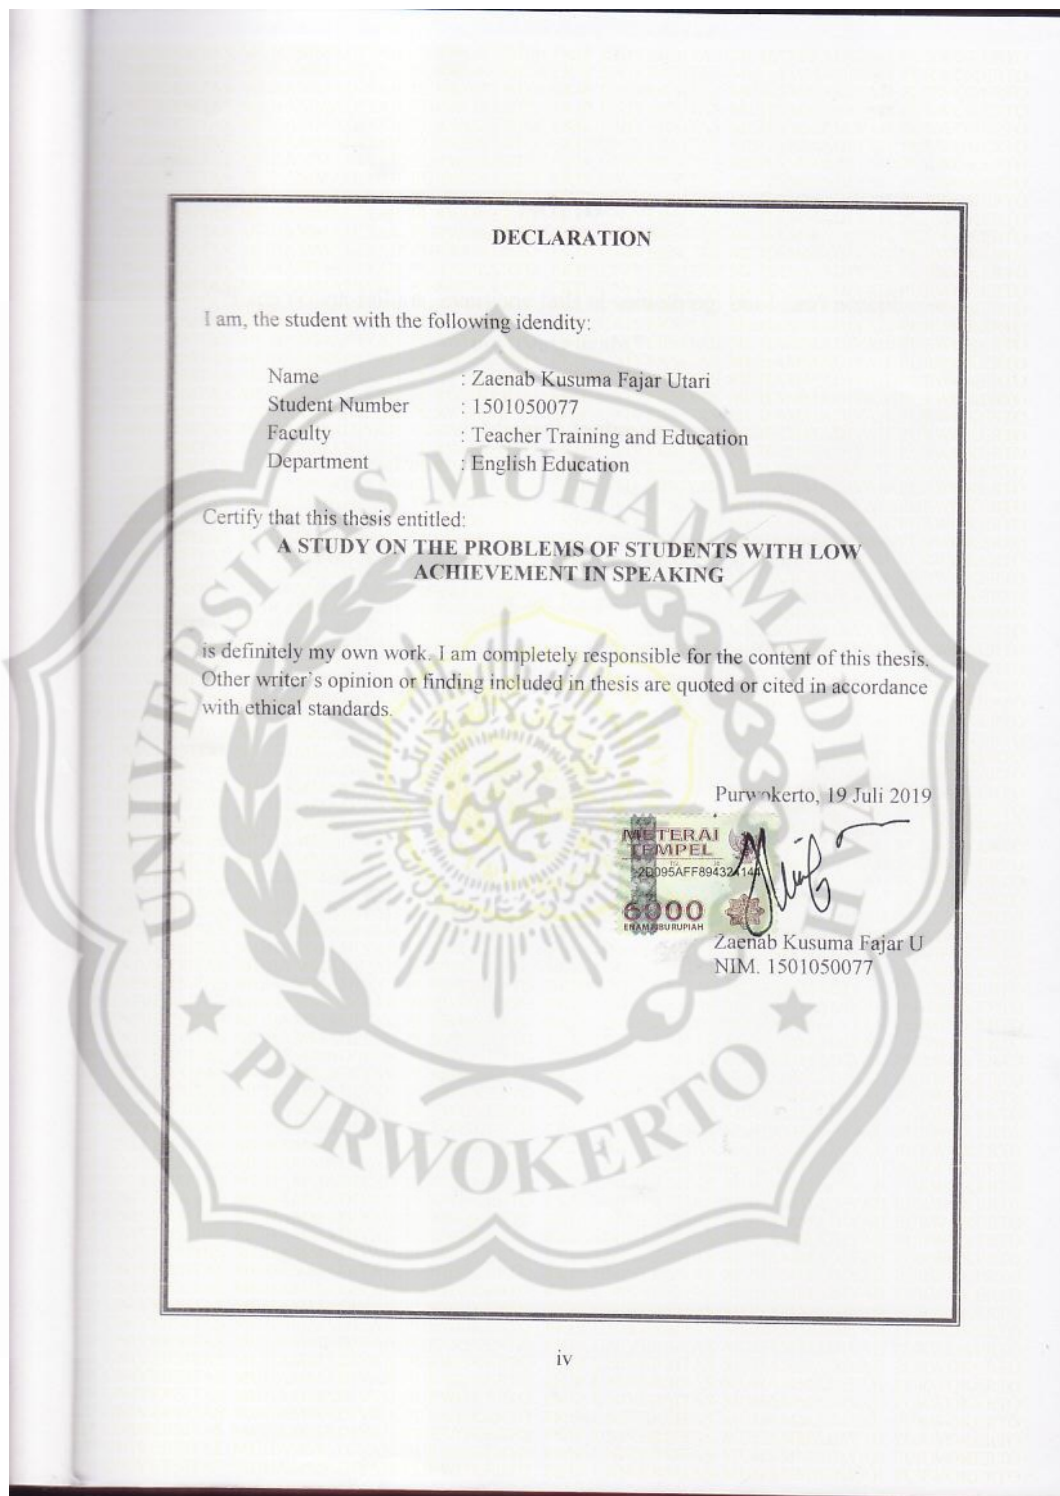 DECLARATION
I am, the student with the following idendity:
Name : Zaenab Kusuma Fajar Utari
Student Number : 1501050077
Faculty : Teacher Training and Education
Department : English Education
Certify that this thesis entitled:
A STUDY ON THE PROBLEMS OF STUDENTS WITH LOW
ACHIEVEMENT IN SPEAKING
is definitely my own work. I am completely responsible for the content of this thesis.
Other writer's opinion or finding included in thesis are quoted or cited in accordance
with ethical standards.
Purwokerto, 19 Juli 2019
METERAI
TEMPEL
6000
ENAM RIBU RUPIAH
Zaenab Kusuma Fajar U
NIM. 1501050077
UNIVERSITAS MUHAMMADIYAH
PURWOKERTO
iv